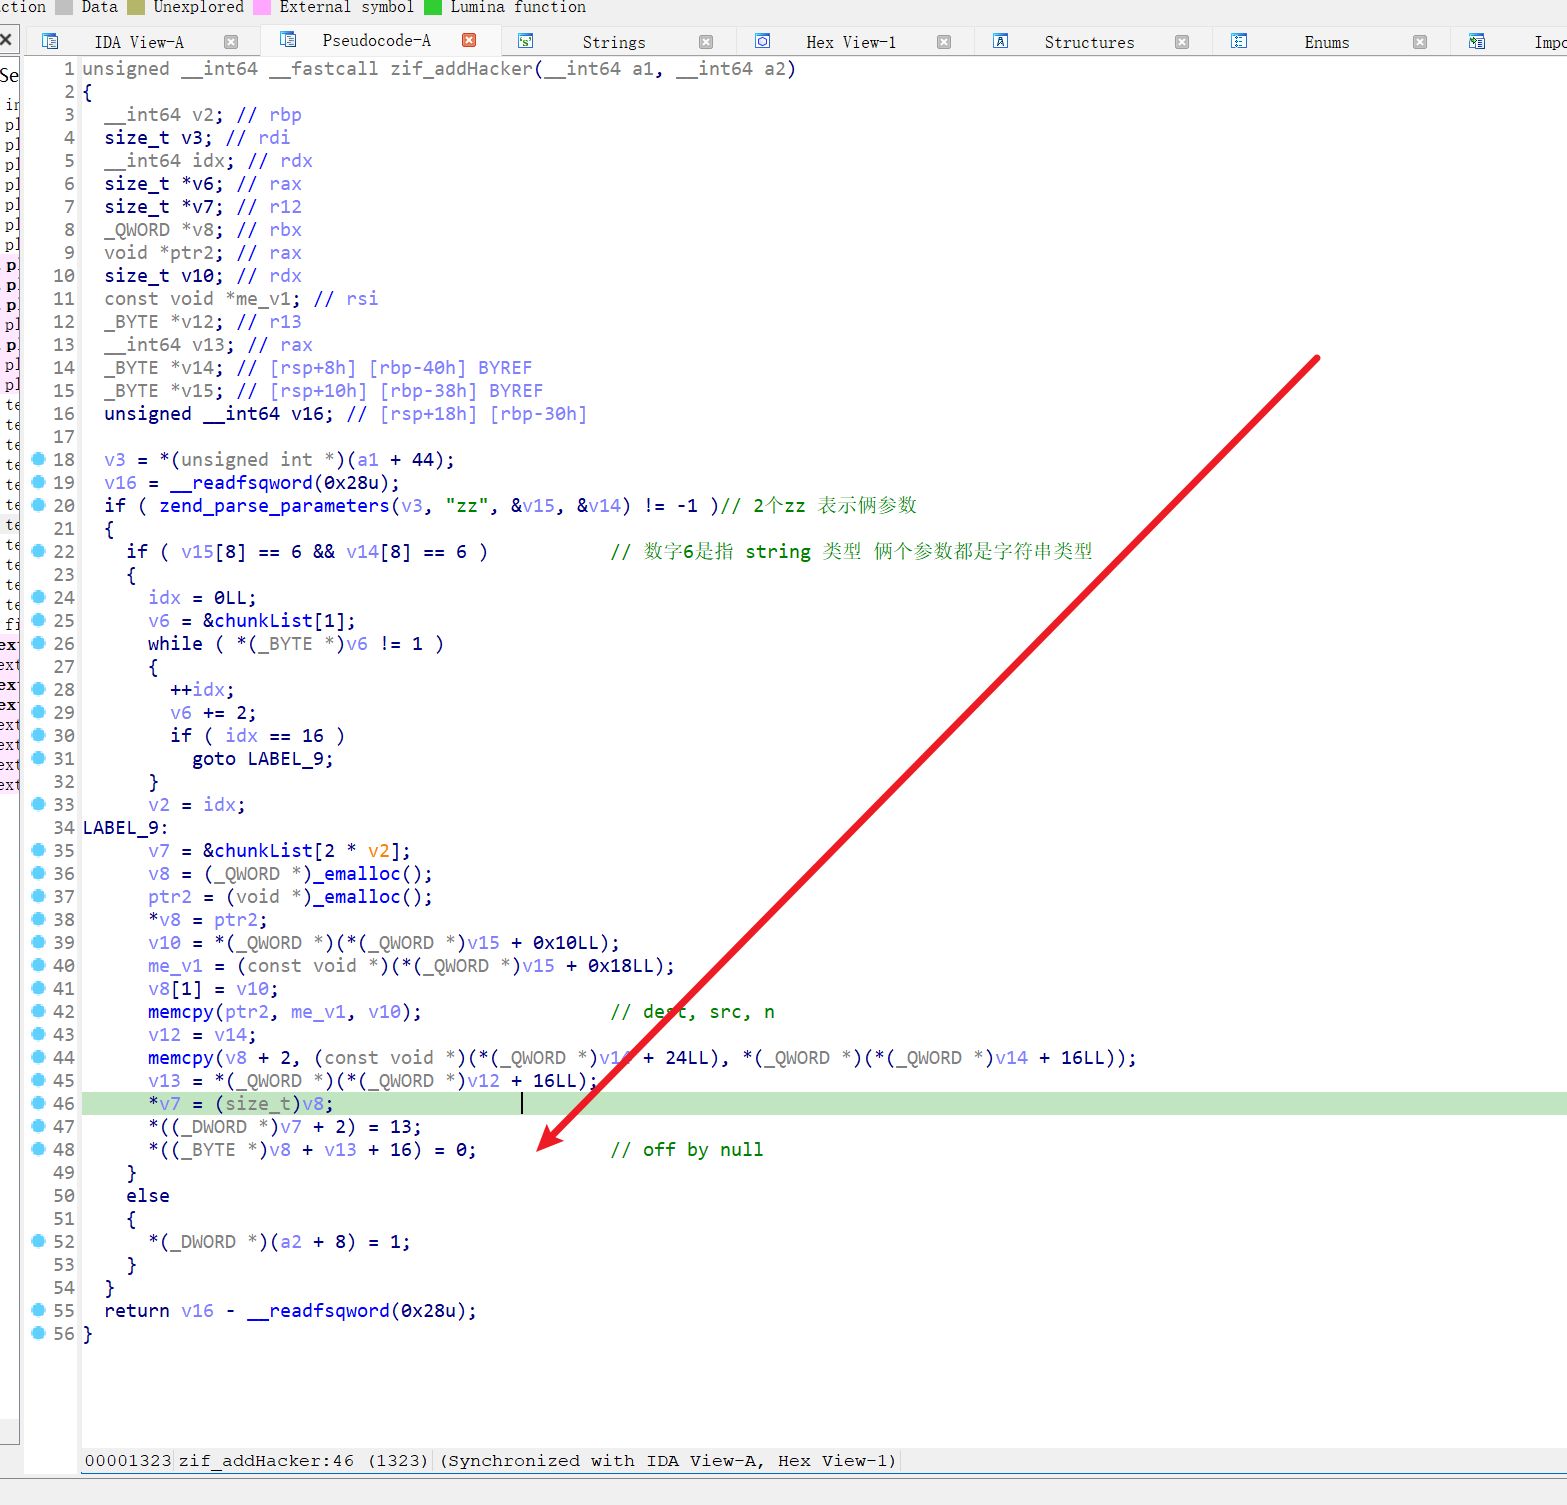 ction Data Unexplored External symbol Lumina function
IDA View-A Pseudocode-A Strings Hex View-1 Structures Enums Impo
Se
1 unsigned __int64 __fastcall zif_addHacker(__int64 a1, __int64 a2)
2 {
3 __int64 v2; // rbp
4 size_t v3; // rdi
5 __int64 idx; // rdx
6 size_t *v6; // rax
7 size_t *v7; // r12
8 _QWORD *v8; // rbx
9 void *ptr2; // rax
10 size_t v10; // rdx
11 const void *me_v1; // rsi
12 _BYTE *v12; // r13
13 __int64 v13; // rax
14 _BYTE *v14; // [rsp+8h] [rbp-40h] BYREF
15 _BYTE *v15; // [rsp+10h] [rbp-38h] BYREF
16 unsigned __int64 v16; // [rsp+18h] [rbp-30h]
17
18 v3 = *(unsigned int *)(a1 + 44);
19 v16 = __readfsqword(0x28u);
20 if ( zend_parse_parameters(v3, "zz", &v15, &v14) != -1 )// 2个zz 表示俩参数
21 {
22 if ( v15[8] == 6 && v14[8] == 6 ) // 数字6是指 string 类型 俩个参数都是字符串类型
23 {
24 idx = 0LL;
25 v6 = &chunkList[1];
26 while ( *(_BYTE *)v6 != 1 )
27 {
28 ++idx;
29 v6 += 2;
30 if ( idx == 16 )
31 goto LABEL_9;
32 }
33 v2 = idx;
34 LABEL_9:
35 v7 = &chunkList[2 * v2];
36 v8 = (_QWORD *)_emalloc();
37 ptr2 = (void *)_emalloc();
38 *v8 = ptr2;
39 v10 = *(_QWORD *)(*(_QWORD *)v15 + 0x10LL);
40 me_v1 = (const void *)(*(_QWORD *)v15 + 0x18LL);
41 v8[1] = v10;
42 memcpy(ptr2, me_v1, v10); // dest, src, n
43 v12 = v14;
44 memcpy(v8 + 2, (const void *)(*(_QWORD *)v14 + 24LL), *(_QWORD *)(*(_QWORD *)v14 + 16LL));
45 v13 = *(_QWORD *)(*(_QWORD *)v12 + 16LL);
46 *v7 = (size_t)v8;
47 *((_DWORD *)v7 + 2) = 13;
48 *((_BYTE *)v8 + v13 + 16) = 0; // off by null
49 }
50 else
51 {
52 *(_DWORD *)(a2 + 8) = 1;
53 }
54 }
55 return v16 - __readfsqword(0x28u);
56 }
00001323 zif_addHacker:46 (1323) (Synchronized with IDA View-A, Hex View-1)